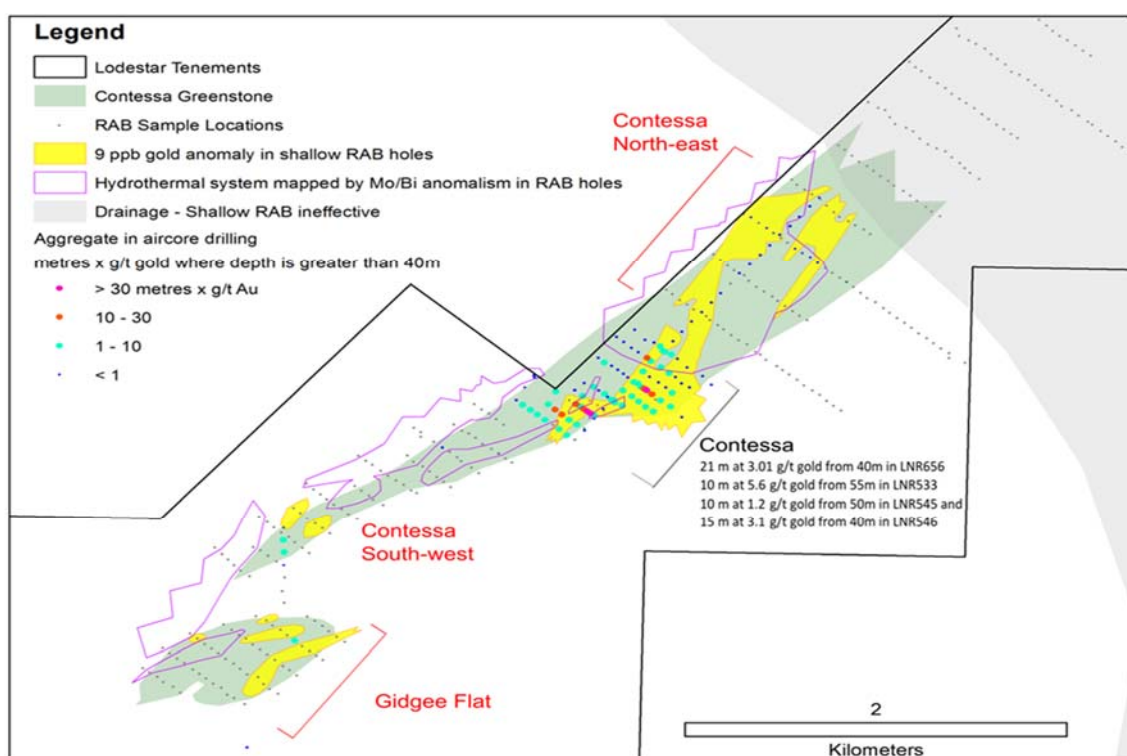 Legend
Lodestar Tenements
Contessa Greenstone
RAB Sample Locations
9 ppb gold anomaly in shallow RAB holes
Hydrothermal system mapped by Mo/Bi anomalism in RAB holes
Drainage - Shallow RAB ineffective
Aggregate in aircore drilling
metres x g/t gold where depth is greater than 40m
> 30 metres x g/t Au
10 - 30
1 - 10
< 1
Contessa
North-east
Contessa
21 m at 3.01 g/t gold from 40m in LNR656
10 m at 5.6 g/t gold from 55m in LNR533
10 m at 1.2 g/t gold from 50m in LNR545 and
15 m at 3.1 g/t gold from 40m in LNR546
Contessa
South-west
Gidgee Flat
2
Kilometers